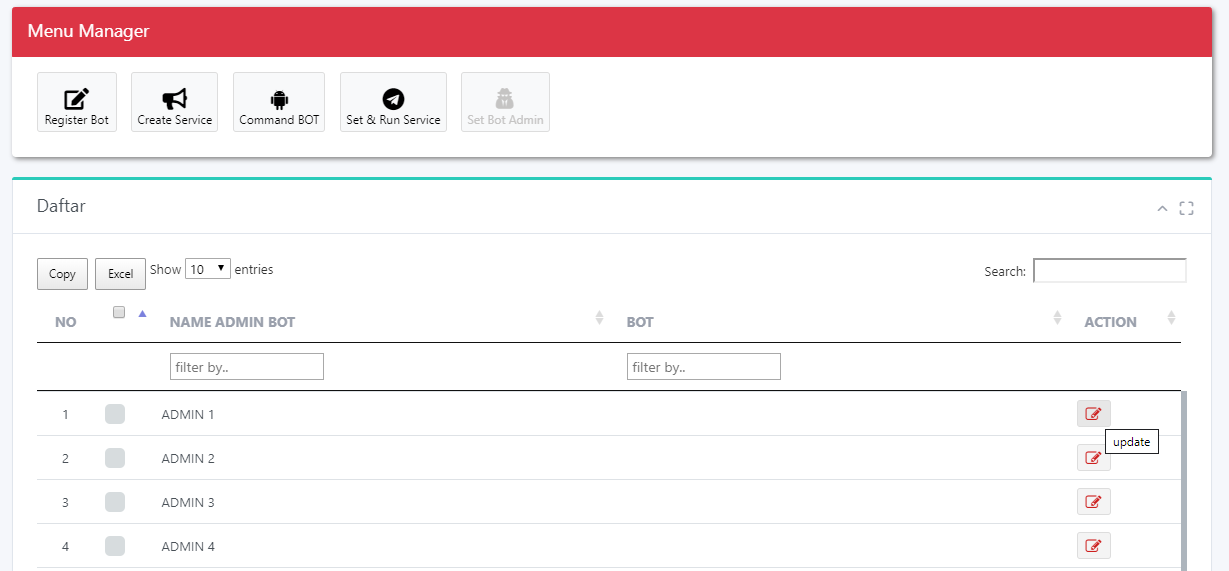 Menu Manager
Register Bot
Create Service
Command BOT
Set & Run Service
Set Bot Admin
Daftar
Copy
Excel
Show 10 entries
Search:
NO
NAME ADMIN BOT
BOT
ACTION
filter by..
filter by..
1 ADMIN 1
update
2 ADMIN 2
3 ADMIN 3
4 ADMIN 4